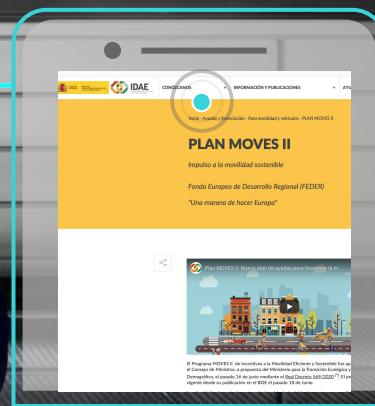 IDAE
CONÓZCANOS
INFORMACIÓN Y PUBLICACIONES
AYU
Inicio · Ayudas y financiación · Para movilidad y vehículos · PLAN MOVES II
PLAN MOVES II
Impulso a la movilidad sostenible
Fondo Europeo de Desarrollo Regional (FEDER)
"Una manera de hacer Europa"
Plan MOVES II: Nuevo plan de ayudas para favorecer la m...
El Programa MOVES II de Incentivos a la Movilidad Eficiente y Sostenible fue ap
el Consejo de Ministros, a propuesta del Ministerio para la Transición Ecológica y
Demográfico, el pasado 16 de junio mediante el Real Decreto 569/2020
vigente desde su publicación en el BOE el pasado 18 de Junio.